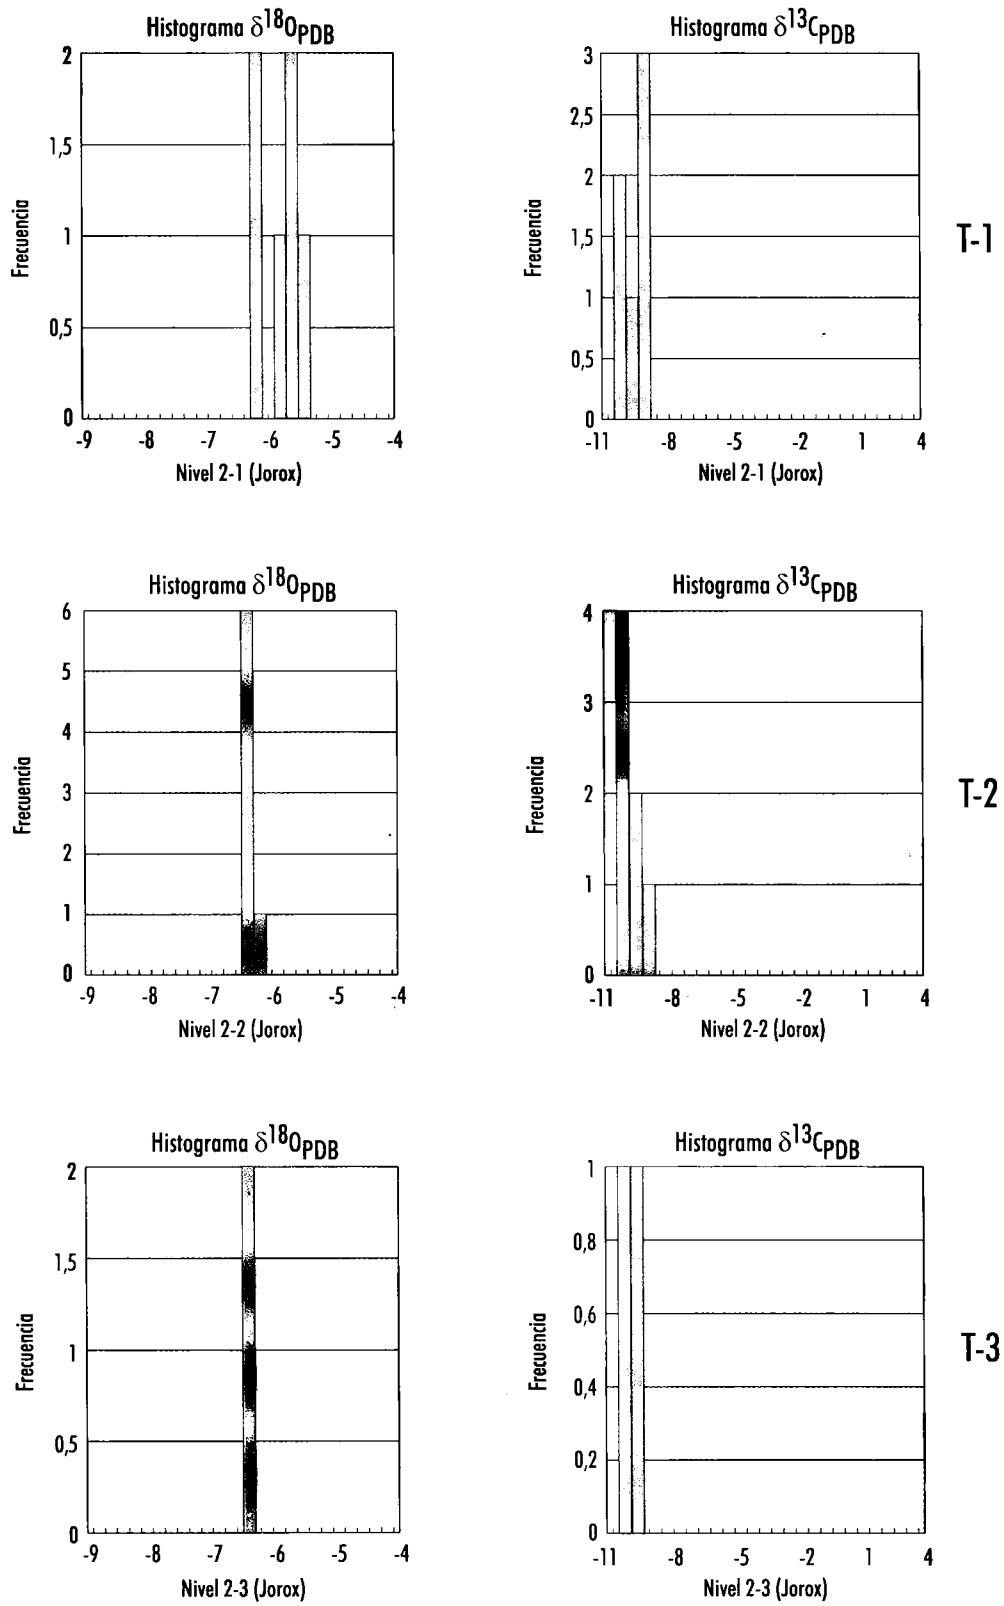 Histograma δ18OPDB
2
1,5
1
0,5
0
Frecuencia
-9 -8 -7 -6 -5 -4
Nivel 2-1 (Jorox)
Histograma δ13CPDB
3
2,5
2
1,5
1
0,5
0
Frecuencia
-11 -8 -5 -2 1 4
Nivel 2-1 (Jorox)
T-1
Histograma δ18OPDB
6
5
4
3
2
1
0
Frecuencia
-9 -8 -7 -6 -5 -4
Nivel 2-2 (Jorox)
Histograma δ13CPDB
4
3
2
1
0
Frecuencia
-11 -8 -5 -2 1 4
Nivel 2-2 (Jorox)
T-2
Histograma δ18OPDB
2
1,5
1
0,5
0
Frecuencia
-9 -8 -7 -6 -5 -4
Nivel 2-3 (Jorox)
Histograma δ13CPDB
1
0,8
0,6
0,4
0,2
0
Frecuencia
-11 -8 -5 -2 1 4
Nivel 2-3 (Jorox)
T-3